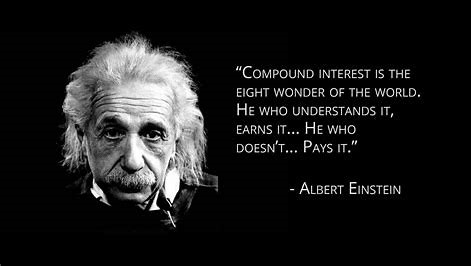 “Compound interest is the
eight wonder of the world.
He who understands it,
earns it... He who
doesn’t... Pays it.”
- Albert Einstein